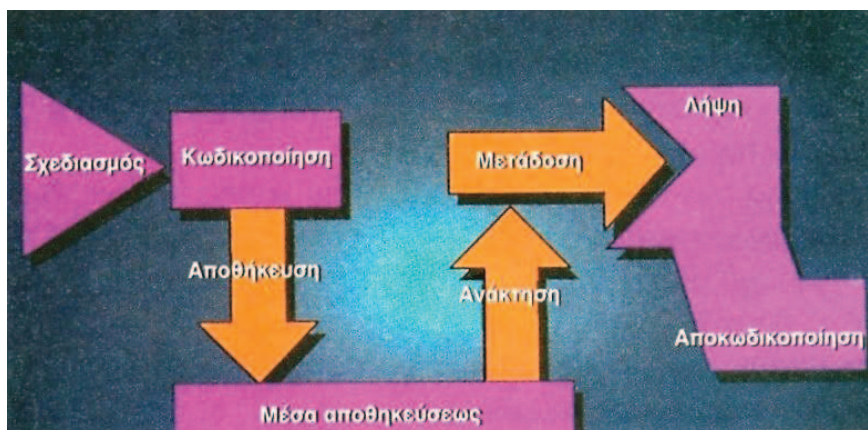 Σχεδιασμός
Κωδικοποίηση
Αποθήκευση
Μέσα αποθηκεύσεως
Ανάκτηση
Μετάδοση
Λήψη
Αποκωδικοποίηση